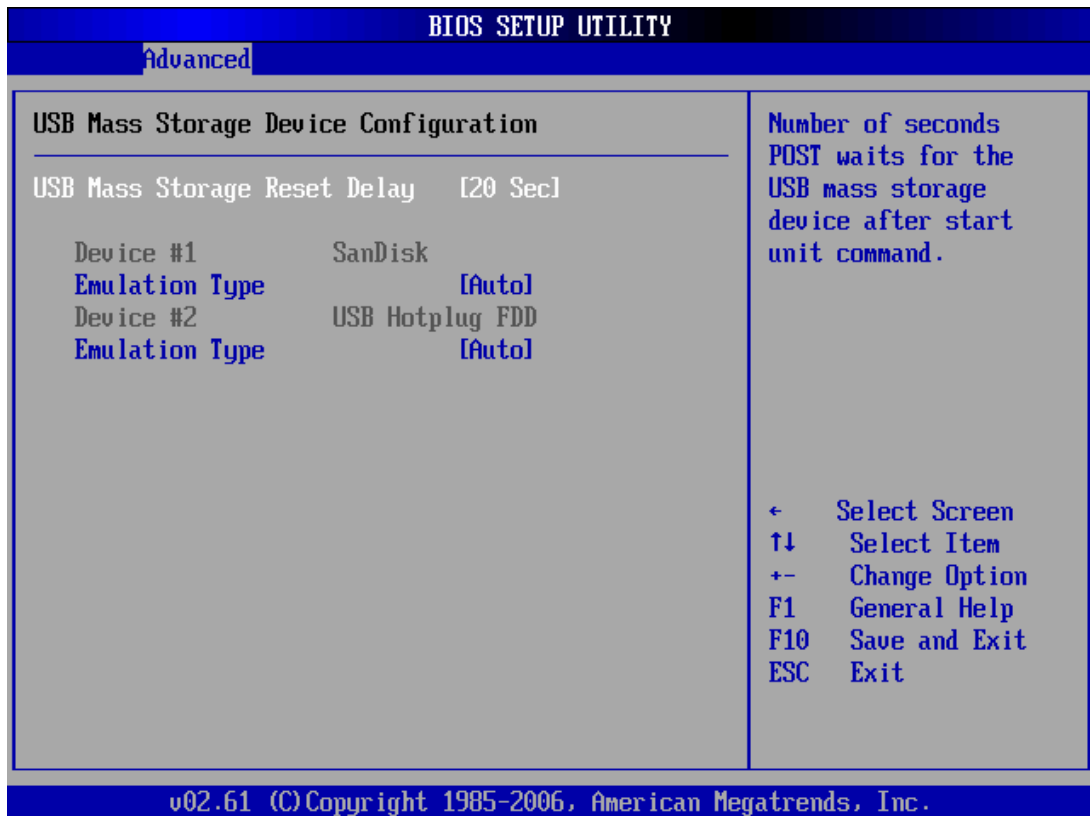 BIOS SETUP UTILITY
Advanced
USB Mass Storage Device Configuration
USB Mass Storage Reset Delay [20 Sec]
Device #1 SanDisk
Emulation Type [Auto]
Device #2 USB Hotplug FDD
Emulation Type [Auto]
Number of seconds
POST waits for the
USB mass storage
device after start
unit command.
← Select Screen
↑↓ Select Item
+- Change Option
F1 General Help
F10 Save and Exit
ESC Exit
v02.61 (C)Copyright 1985-2006, American Megatrends, Inc.